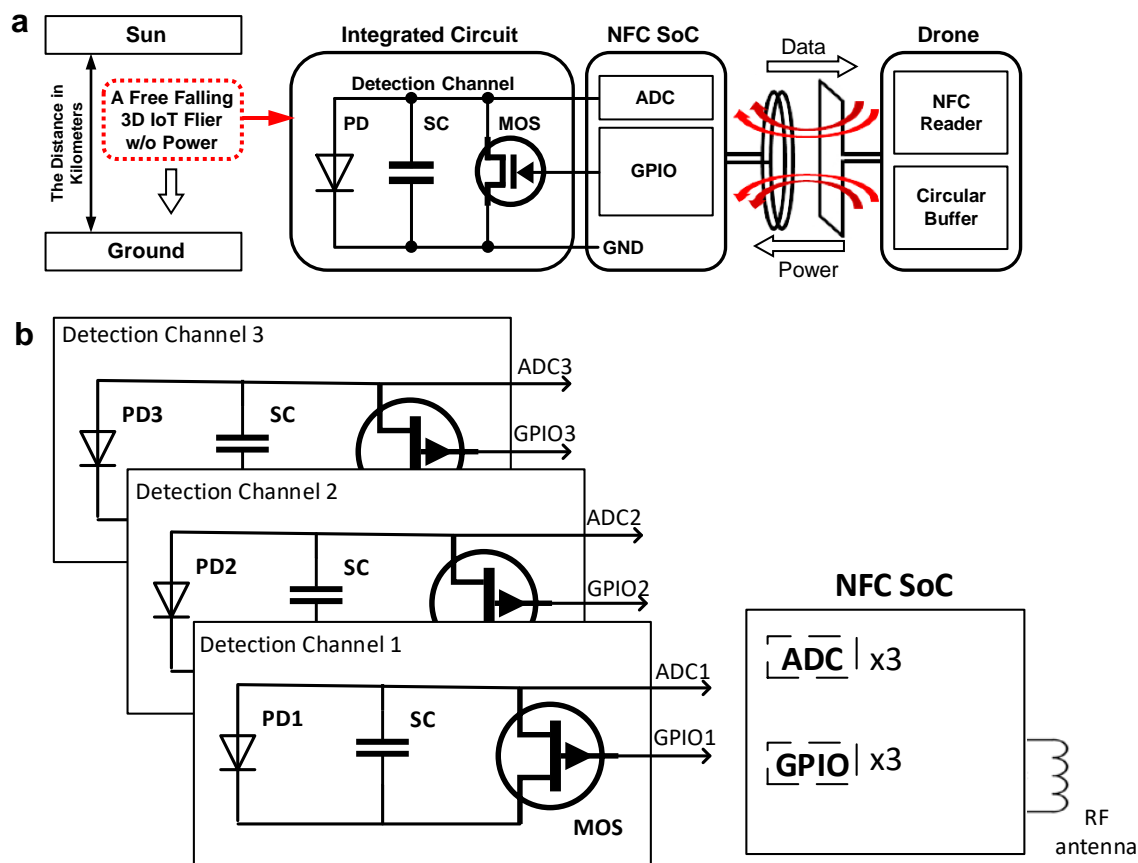 a
Sun
The Distance in
Kilometers
A Free Falling
3D IoT Flier
w/o Power
Ground
Integrated Circuit
Detection Channel
PD
SC
MOS
NFC SoC
ADC
GPIO
GND
Data
Power
Drone
NFC
Reader
Circular
Buffer
b
Detection Channel 3
ADC3
PD3
SC
GPIO3
Detection Channel 2
ADC2
PD2
SC
GPIO2
Detection Channel 1
ADC1
PD1
SC
GPIO1
MOS
NFC SoC
ADC x3
GPIO x3
RF
antenna